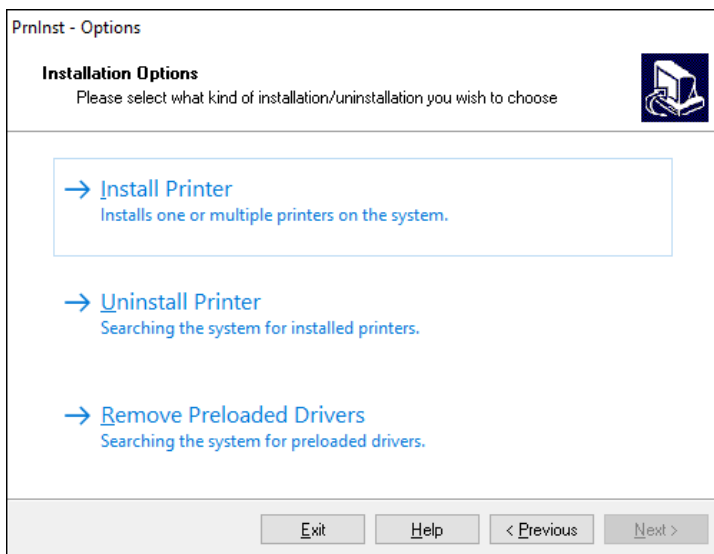 PrnInst - Options
Installation Options
Please select what kind of installation/uninstallation you wish to choose
Install Printer
Installs one or multiple printers on the system.
Uninstall Printer
Searching the system for installed printers.
Remove Preloaded Drivers
Searching the system for preloaded drivers.
Exit Help < Previous Next >